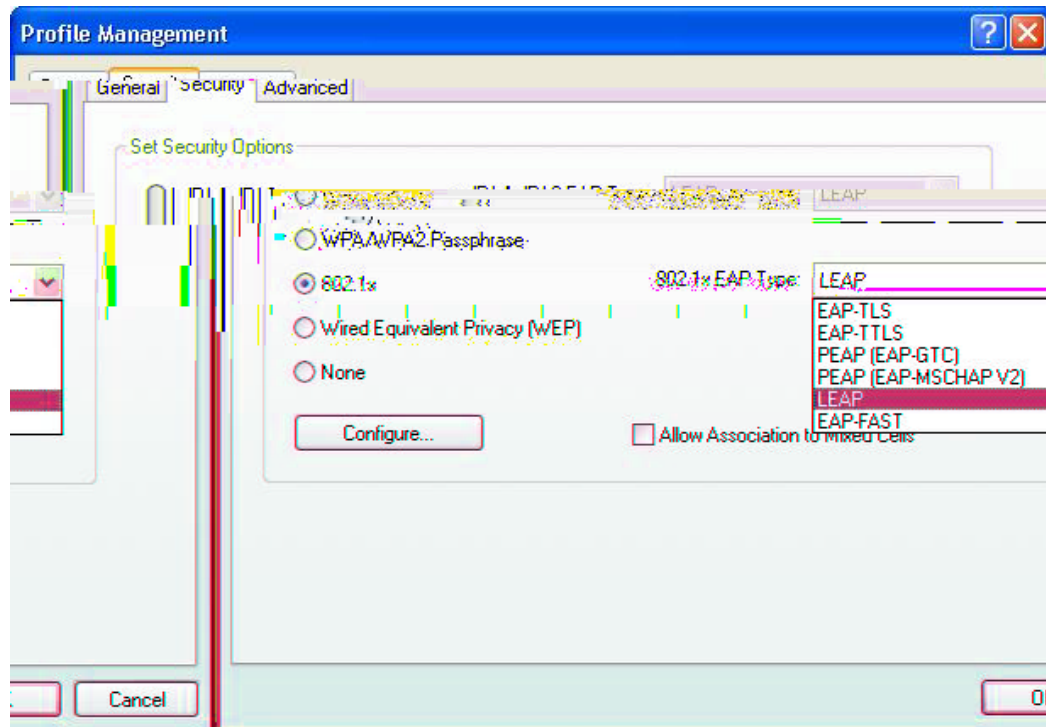 Profile Management
General Security Advanced
Set Security Options
LEAP
WPA/WPA2 Passphrase
802.1x 802.1x EAP Type: LEAP
EAP-TLS
Wired Equivalent Privacy (WEP) EAP-TTLS
PEAP (EAP-GTC)
None PEAP (EAP-MSCHAP V2)
LEAP
EAP-FAST
Configure... Allow Association to Mixed Cells
Cancel